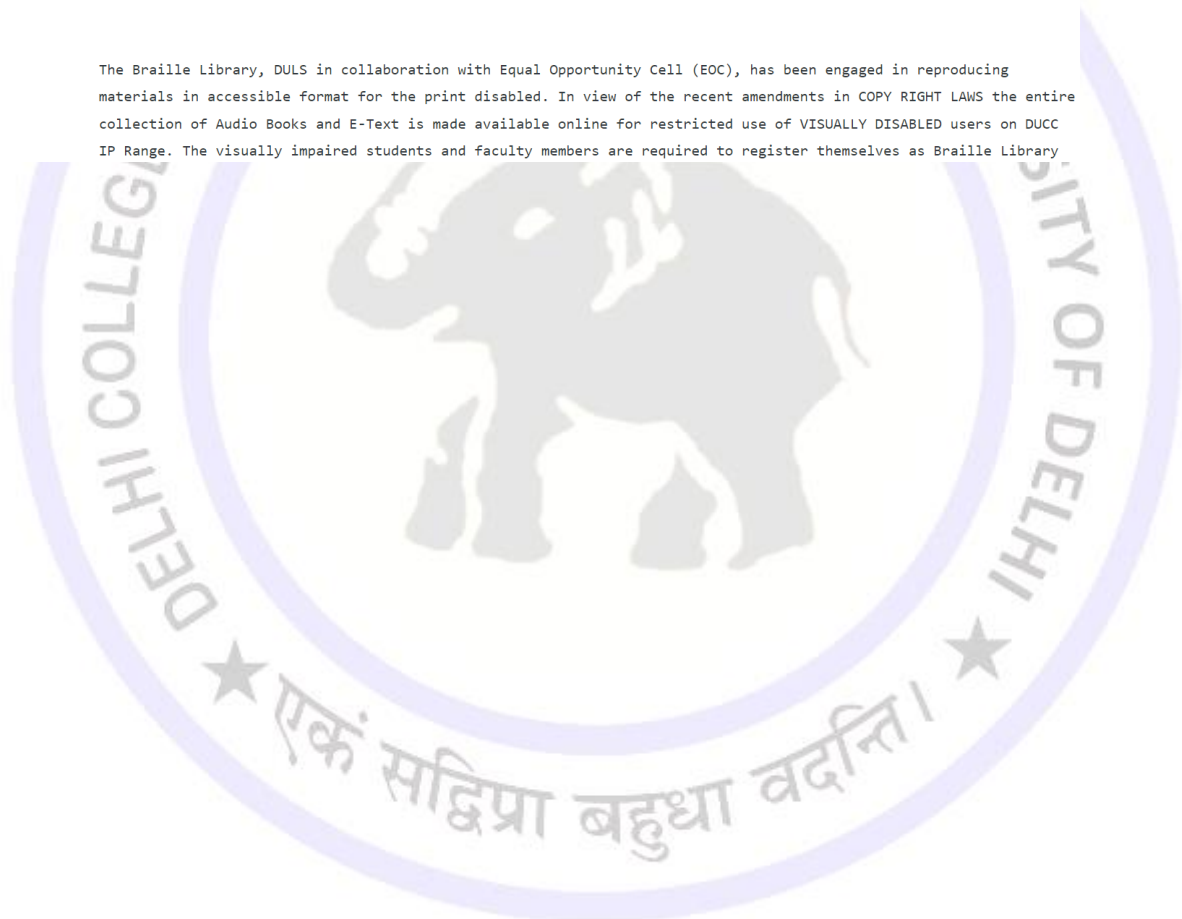 The Braille Library, DULS in collaboration with Equal Opportunity Cell (EOC), has been engaged in reproducing
materials in accessible format for the print disabled. In view of the recent amendments in COPY RIGHT LAWS the entire
collection of Audio Books and E-Text is made available online for restricted use of VISUALLY DISABLED users on DUCC
IP Range. The visually impaired students and faculty members are required to register themselves as Braille Library
DELHI COLLEGE
OF DELHI
एकं सद्विप्रा बहुधा वदन्ति।